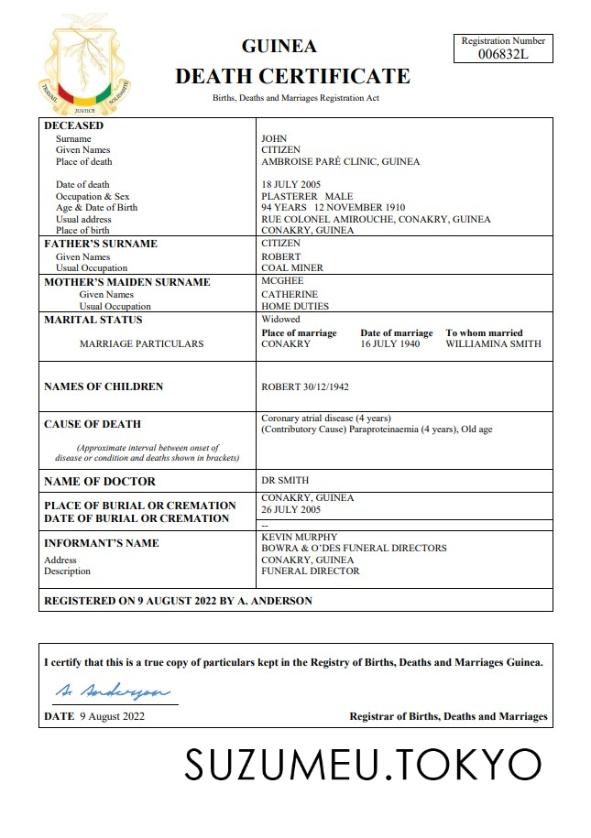 GUINEA
DEATH CERTIFICATE
Births, Deaths and Marriages Registration Act
Registration Number
006832L
TRAVAIL JUSTICE SOLIDARITE
DECEASED
Surname JOHN
Given Names CITIZEN
Place of death AMBROISE PARÉ CLINIC, GUINEA
Date of death 18 JULY 2005
Occupation & Sex PLASTERER MALE
Age & Date of Birth 94 YEARS 12 NOVEMBER 1910
Usual address RUE COLONEL AMIROUCHE, CONAKRY, GUINEA
Place of birth CONAKRY, GUINEA
FATHER'S SURNAME CITIZEN
Given Names ROBERT
Usual Occupation COAL MINER
MOTHER'S MAIDEN SURNAME MCGHEE
Given Names CATHERINE
Usual Occupation HOME DUTIES
MARITAL STATUS Widowed
Place of marriage Date of marriage To whom married
MARRIAGE PARTICULARS CONAKRY 16 JULY 1940 WILLIAMINA SMITH
NAMES OF CHILDREN ROBERT 30/12/1942
CAUSE OF DEATH Coronary atrial disease (4 years)
(Contributory Cause) Paraproteinaemia (4 years), Old age
(Approximate interval between onset of
disease or condition and deaths shown in brackets)
NAME OF DOCTOR DR SMITH
PLACE OF BURIAL OR CREMATION CONAKRY, GUINEA
DATE OF BURIAL OR CREMATION 26 JULY 2005
--
INFORMANT'S NAME KEVIN MURPHY
BOWRA & O'DES FUNERAL DIRECTORS
Address CONAKRY, GUINEA
Description FUNERAL DIRECTOR
REGISTERED ON 9 AUGUST 2022 BY A. ANDERSON
I certify that this is a true copy of particulars kept in the Registry of Births, Deaths and Marriages Guinea.
A. Anderson
DATE 9 August 2022 Registrar of Births, Deaths and Marriages
SUZUMEU.TOKYO